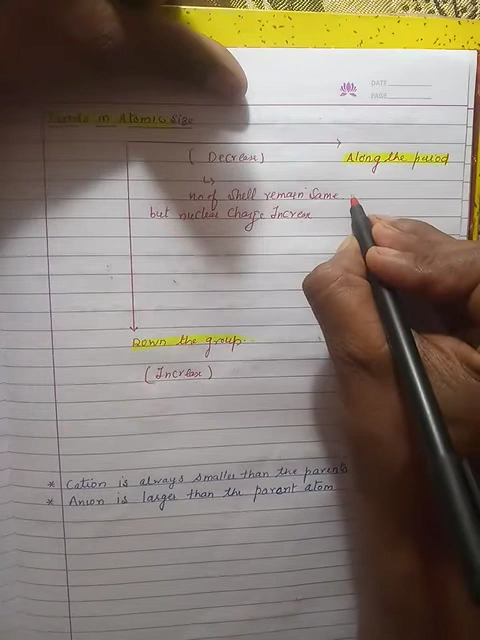 DATE
PAGE
Trends in Atomic Size
( Decrease)
Along the period
no of shell remain same
but nuclear charge Increase
Down the group
(Increase)
* Cation is always smaller than the parent
* Anion is larger than the parant atom